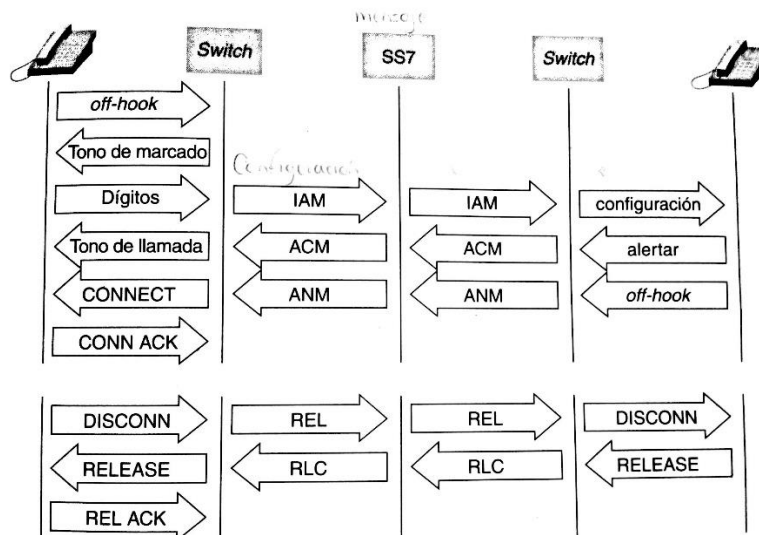 mensaje
Switch SS7 Switch
off-hook
Tono de marcado
Configuración
Dígitos IAM IAM configuración
Tono de llamada ACM ACM alertar
CONNECT ANM ANM off-hook
CONN ACK
DISCONN REL REL DISCONN
RELEASE RLC RLC RELEASE
REL ACK